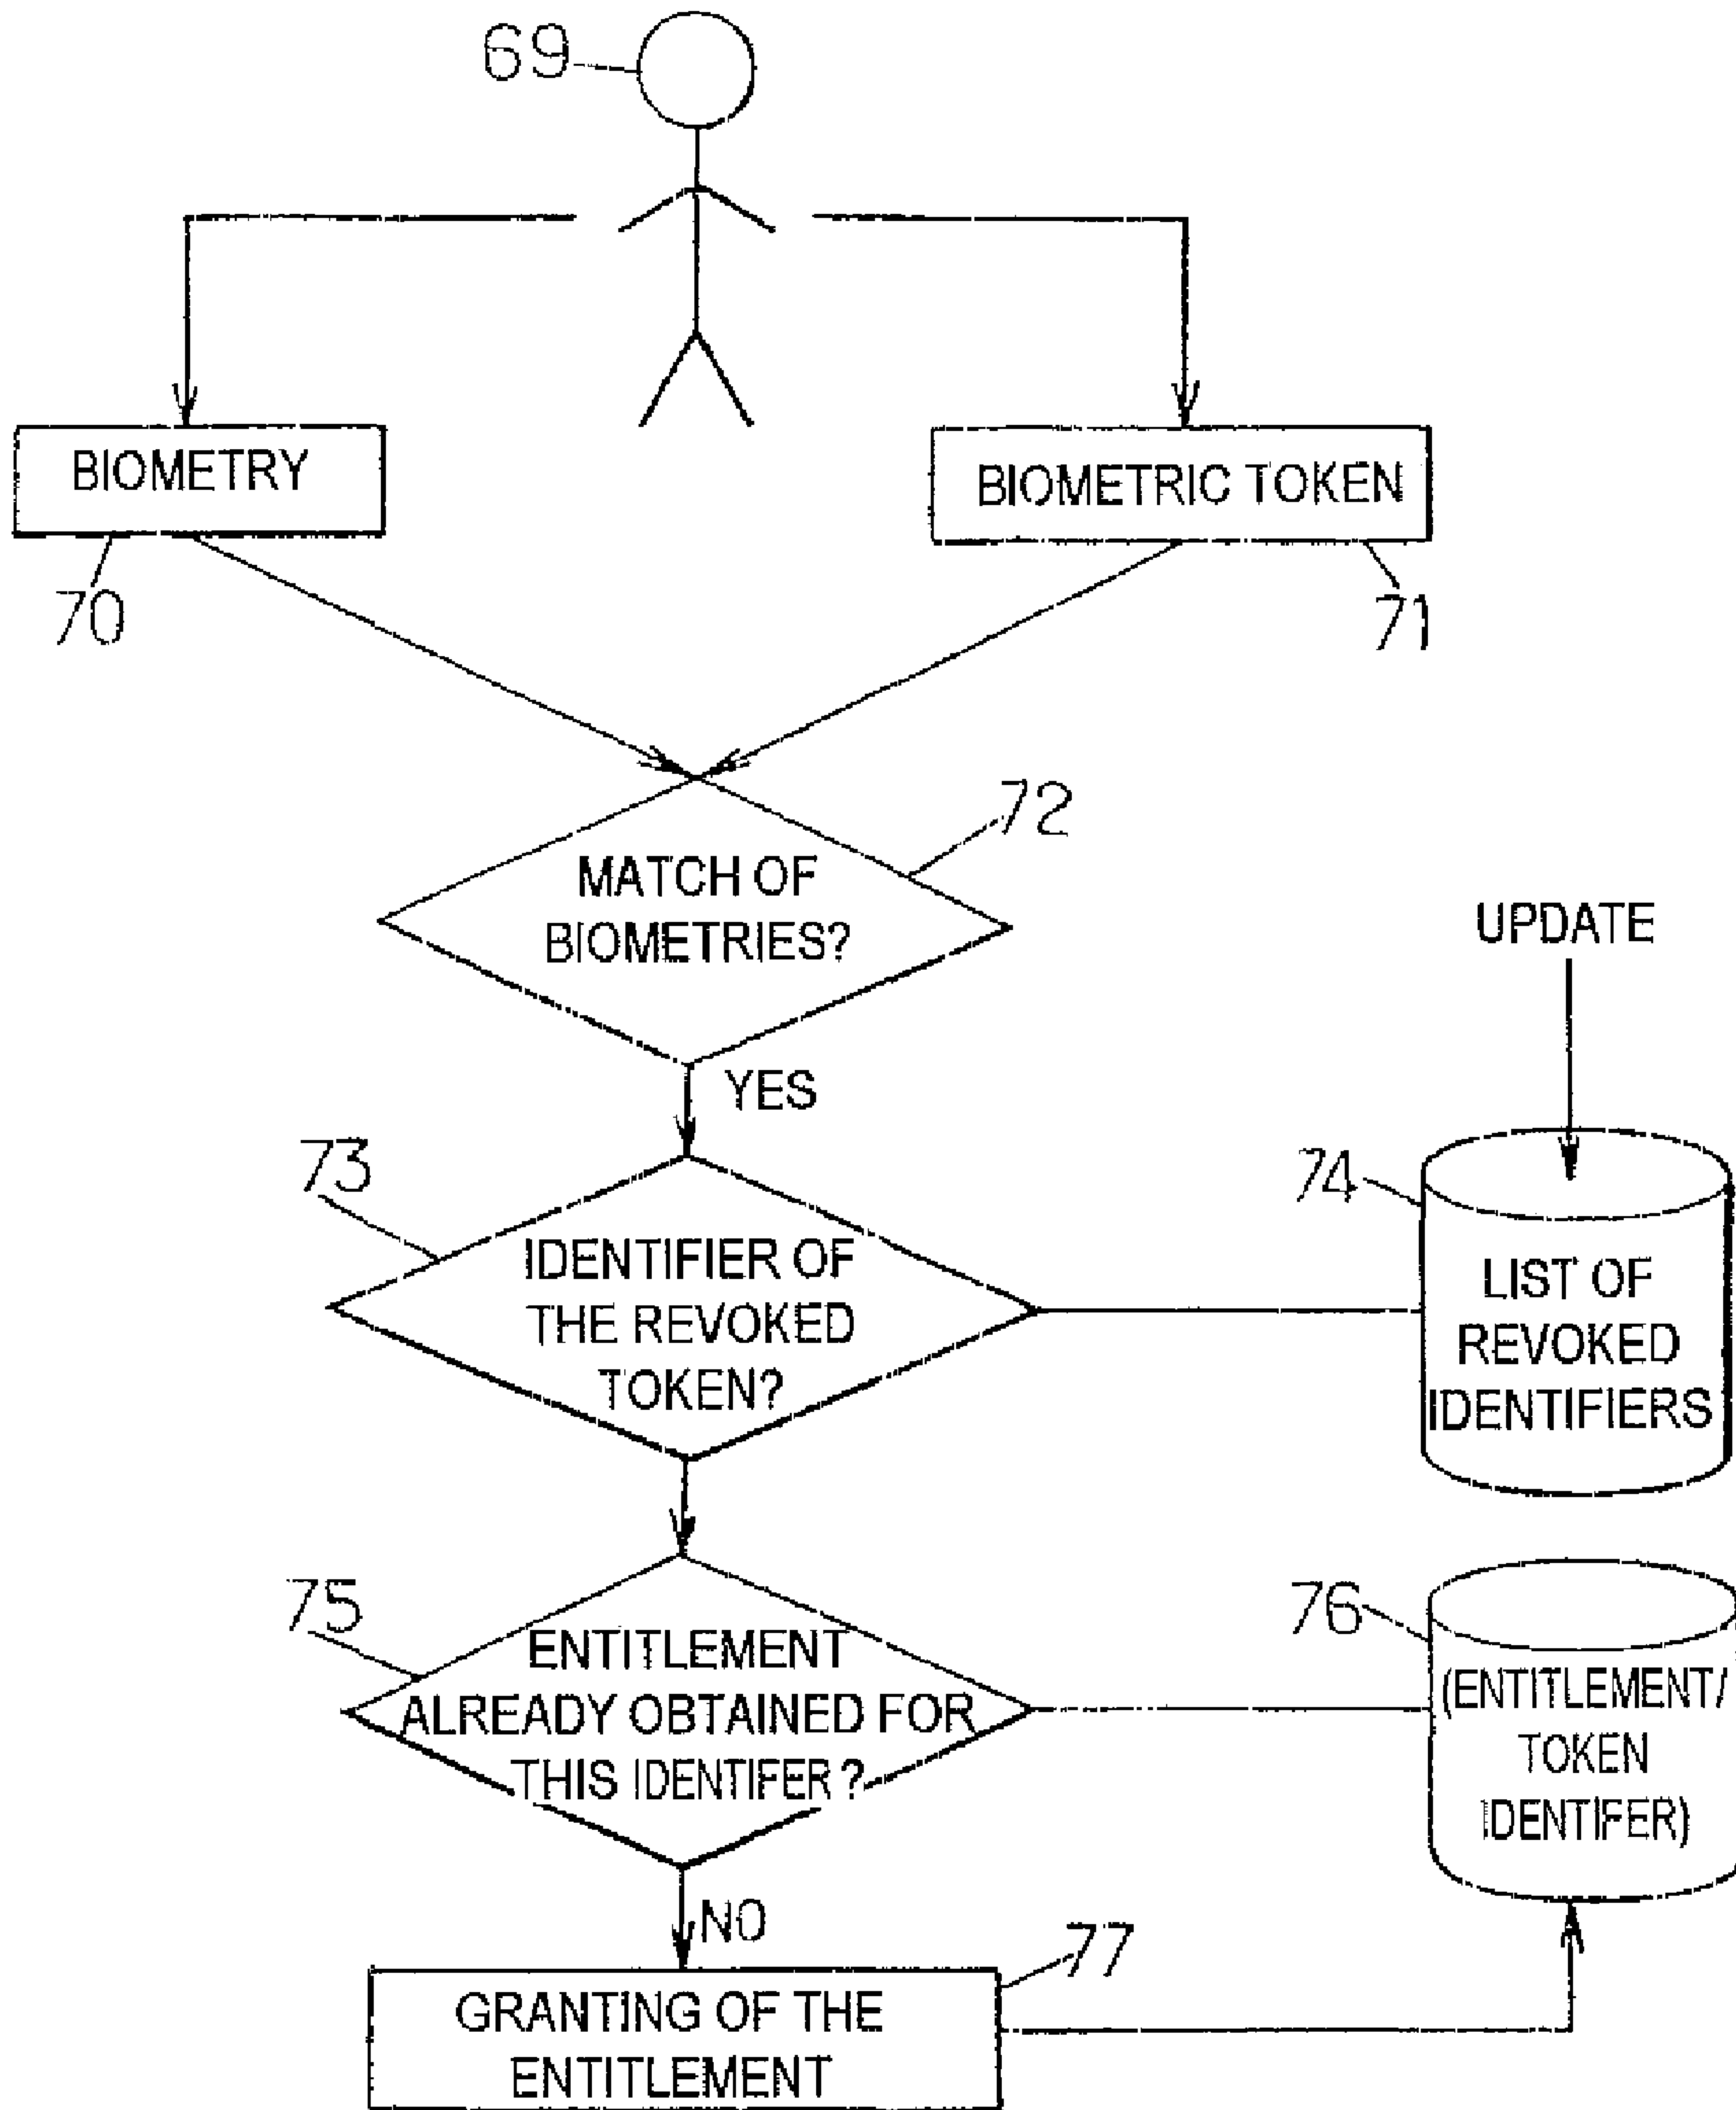 69
BIOMETRY
BIOMETRIC TOKEN
70
71
72
MATCH OF
BIOMETRIES?
UPDATE
YES
73
74
IDENTIFIER OF
THE REVOKED
TOKEN?
LIST OF
REVOKED
IDENTIFIERS
75
76
ENTITLEMENT
ALREADY OBTAINED FOR
THIS IDENTIFER?
(ENTITLEMENT/
TOKEN
IDENTIFER)
NO
77
GRANTING OF THE
ENTITLEMENT